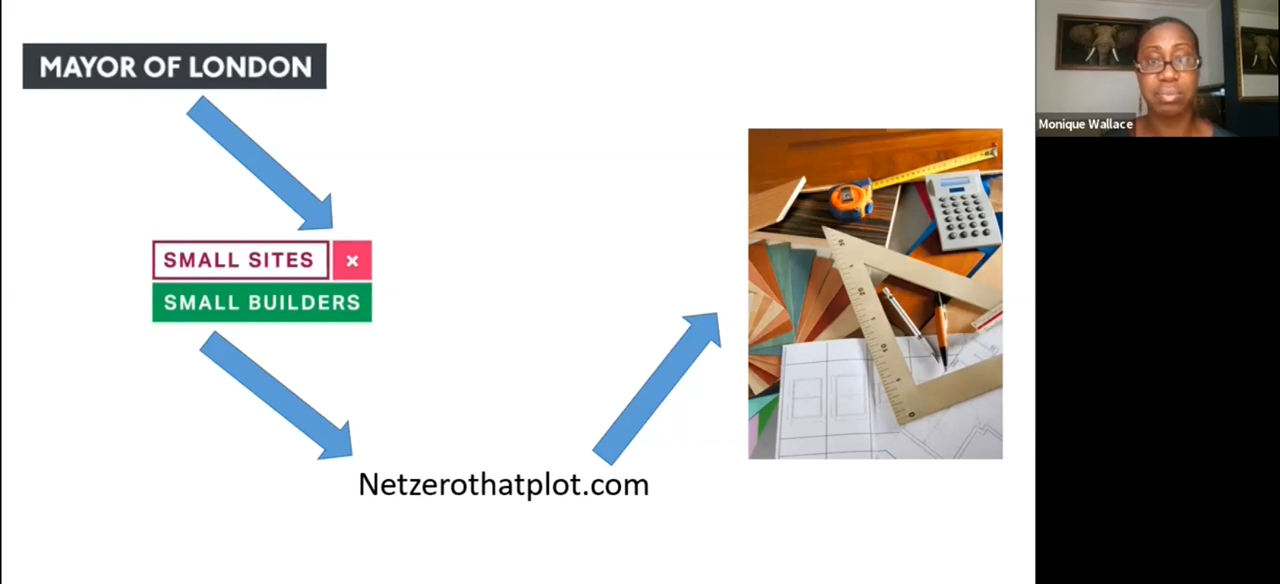 MAYOR OF LONDON
Monique Wallace
SMALL SITES x
SMALL BUILDERS
Netzerothatplot.com